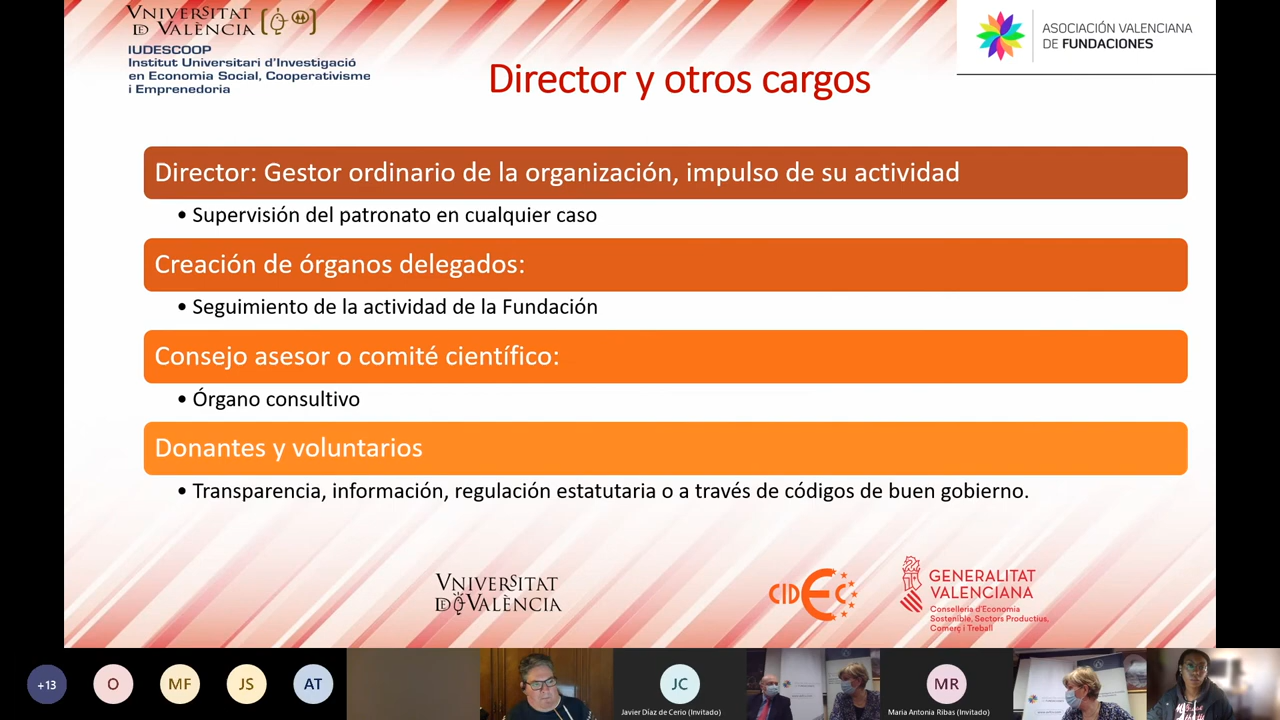 VNIVERSITAT
DE VALÈNCIA
IUDESCOOP
Institut Universitari d'Investigació
en Economia Social, Cooperativisme
i Emprenedoria
ASOCIACIÓN VALENCIANA
DE FUNDACIONES
Director y otros cargos
Director: Gestor ordinario de la organización, impulso de su actividad
• Supervisión del patronato en cualquier caso
Creación de órganos delegados:
• Seguimiento de la actividad de la Fundación
Consejo asesor o comité científico:
• Órgano consultivo
Donantes y voluntarios
• Transparencia, información, regulación estatutaria o a través de códigos de buen gobierno.
VNIVERSITAT
DE VALÈNCIA
CIDEC
GENERALITAT
VALENCIANA
Conselleria d'Economia
Sostenible, Sectors Productius,
Comerç i Treball
+13
O
MF
JS
AT
JC
Javier Díaz de Cerio (Invitado)
MR
Maria Antonia Ribas (Invitado)